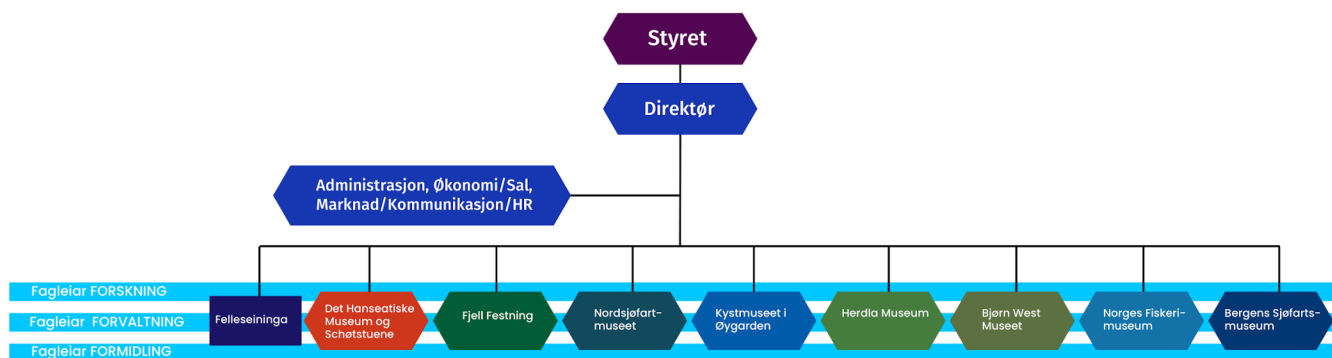 Styret
Direktør
Administrasjon, Økonomi/Sal,
Marknad/Kommunikasjon/HR
Fagleiar FORSKNING
Fagleiar FORVALTNING
Fagleiar FORMIDLING
Felleseininga
Det Hanseatiske
Museum og
Schøtstuene
Fjell Festning
Nordsjøfart-
museet
Kystmuseet i
Øygarden
Herdla Museum
Bjørn West
Museet
Norges Fiskeri-
museum
Bergens Sjøfarts-
museum